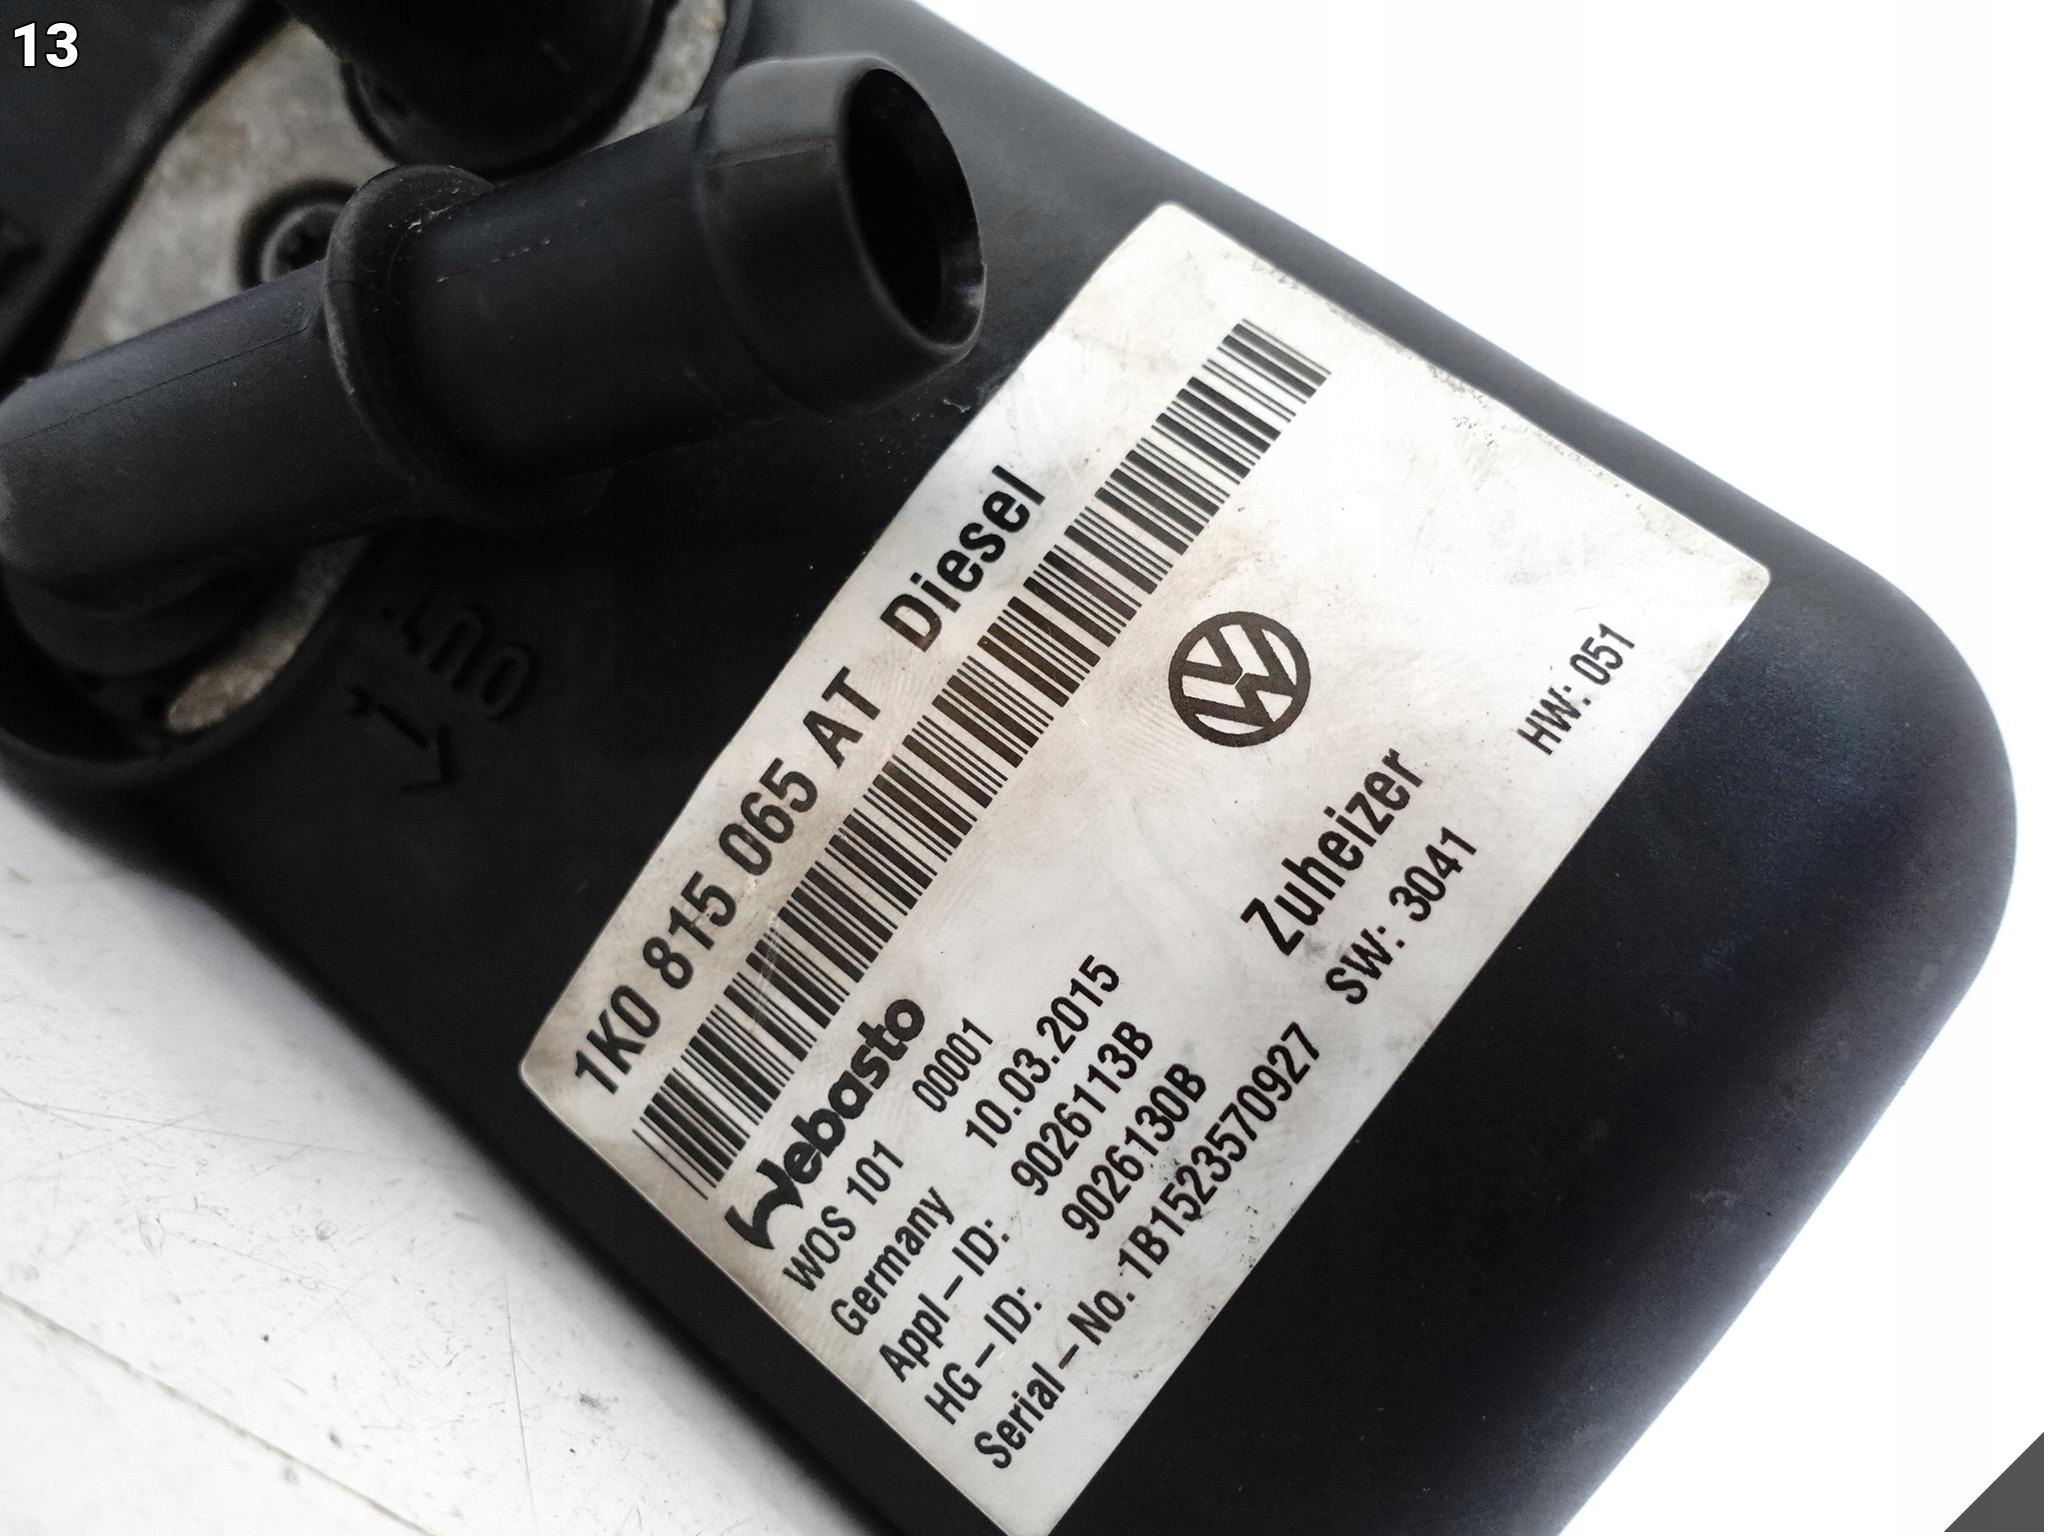 13
OUT
1K0 815 065 AT Diesel
Webasto
WOS 101 00001
Germany 10.03.2015
Appl-ID: 9026113B
HG-ID: 9026130B
Serial-No. 1B1523570927
Zuheizer
SW: 3041 HW: 051